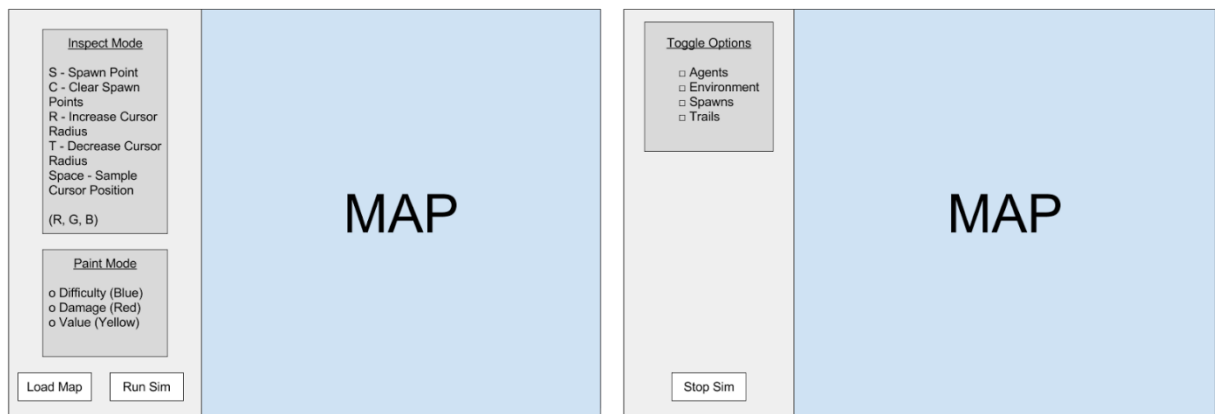 Inspect Mode
S - Spawn Point
C - Clear Spawn
Points
R - Increase Cursor
Radius
T - Decrease Cursor
Radius
Space - Sample
Cursor Position
(R, G, B)
Paint Mode
o Difficulty (Blue)
o Damage (Red)
o Value (Yellow)
Load Map
Run Sim
MAP
Toggle Options
□ Agents
□ Environment
□ Spawns
□ Trails
Stop Sim
MAP